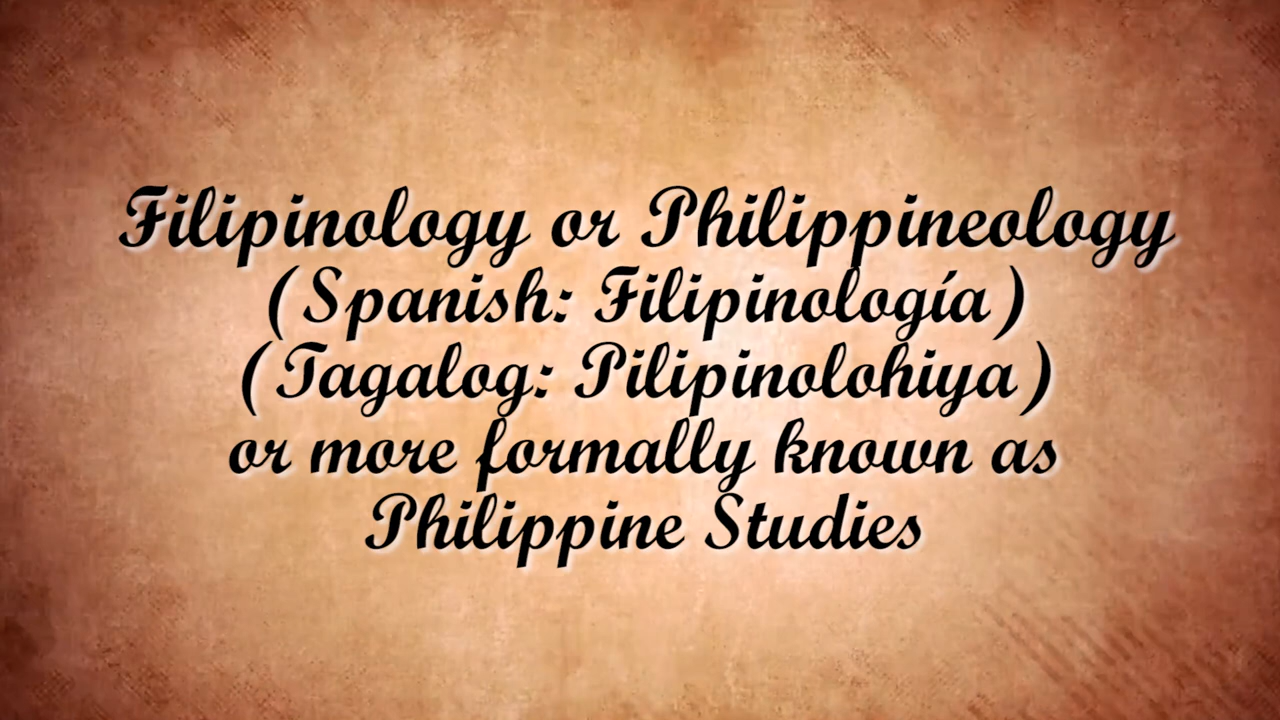 Filipinology or Philippineology
(Spanish: Filipinología)
(Tagalog: Pilipinolohiya)
or more formally known as
Philippine Studies